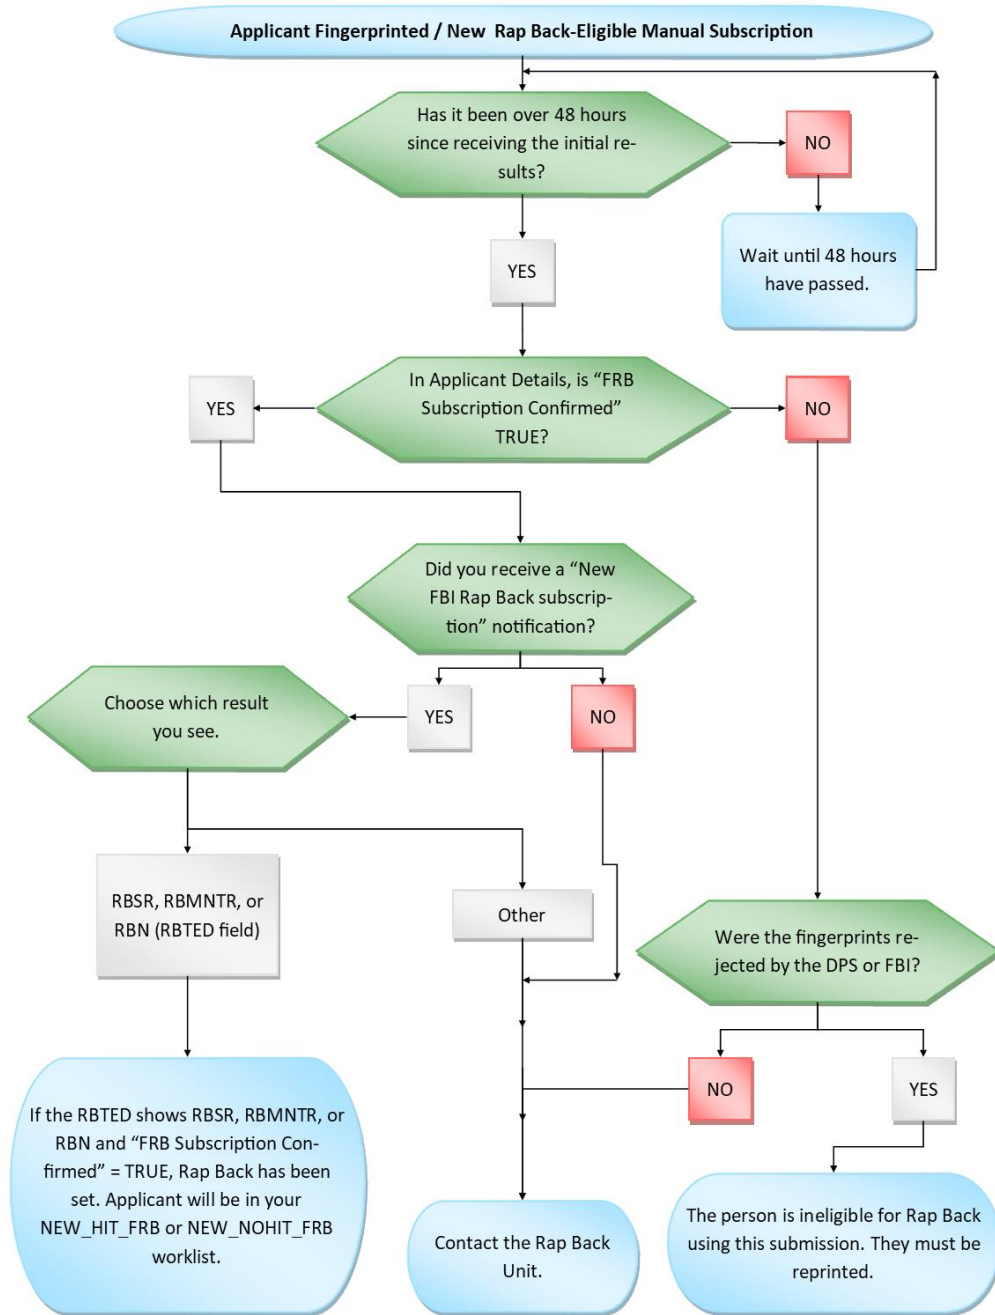 Applicant Fingerprinted / New Rap Back-Eligible Manual Subscription
Has it been over 48 hours
since receiving the initial re-
sults?
NO
Wait until 48 hours
have passed.
YES
In Applicant Details, is “FRB
Subscription Confirmed”
TRUE?
YES
NO
Did you receive a “New
FBI Rap Back subscrip-
tion” notification?
YES
NO
Choose which result
you see.
RBSR, RBMNTR, or
RBN (RBTED field)
Other
Were the fingerprints re-
jected by the DPS or FBI?
NO
YES
If the RBTED shows RBSR, RBMNTR, or
RBN and “FRB Subscription Con-
firmed” = TRUE, Rap Back has been
set. Applicant will be in your
NEW_HIT_FRB or NEW_NOHIT_FRB
worklist.
Contact the Rap Back
Unit.
The person is ineligible for Rap Back
using this submission. They must be
reprinted.